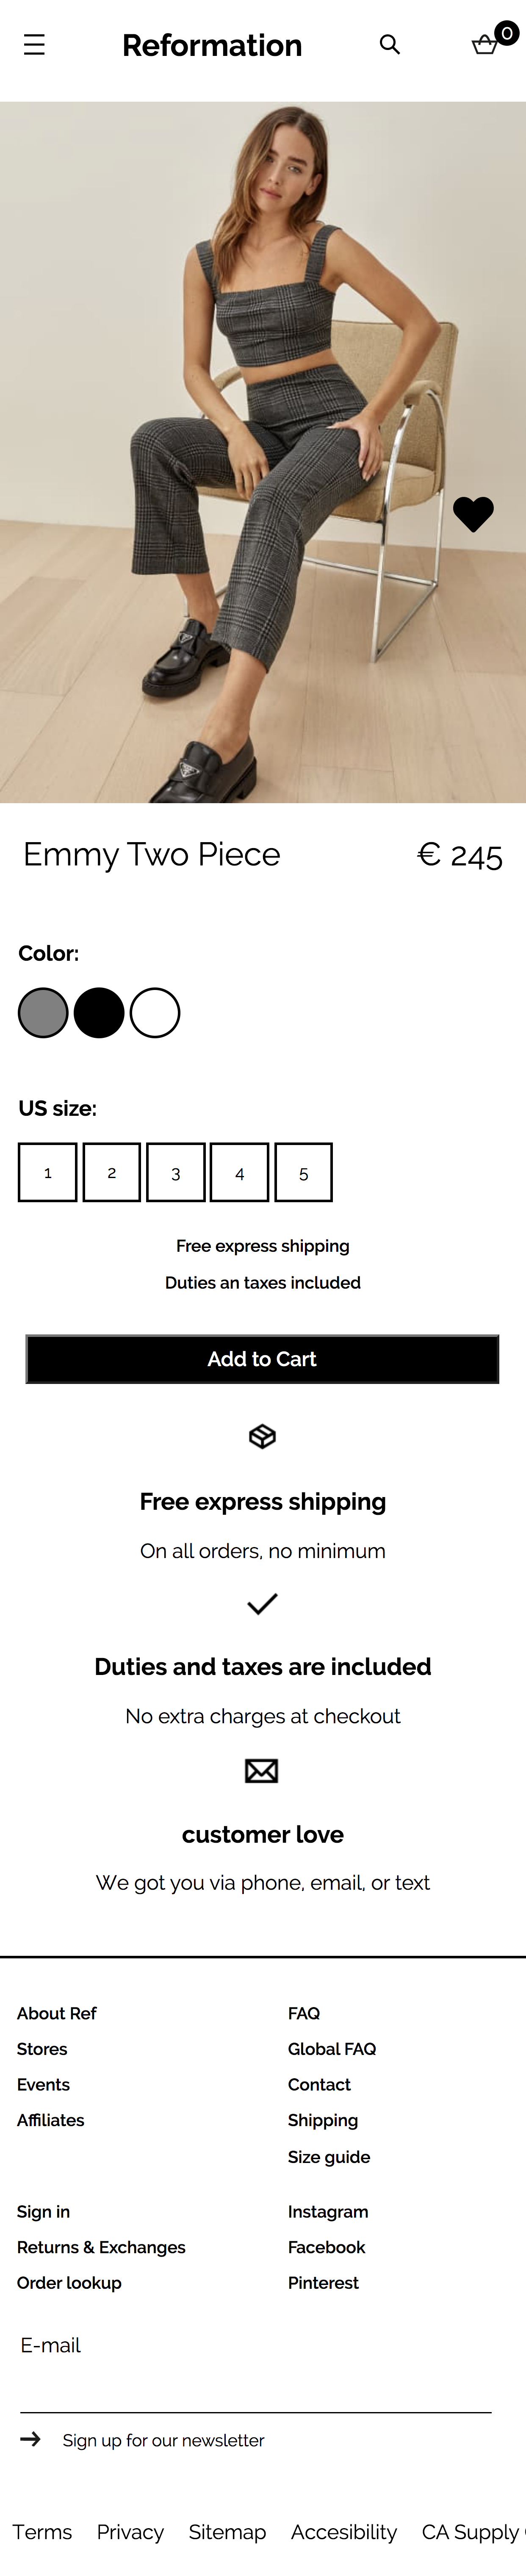 Reformation
0
Emmy Two Piece
€ 245
Color:
US size:
1 2 3 4 5
Free express shipping
Duties an taxes included
Add to Cart
Free express shipping
On all orders, no minimum
Duties and taxes are included
No extra charges at checkout
customer love
We got you via phone, email, or text
About Ref
Stores
Events
Affiliates
FAQ
Global FAQ
Contact
Shipping
Size guide
Sign in
Returns & Exchanges
Order lookup
Instagram
Facebook
Pinterest
E-mail
Sign up for our newsletter
Terms Privacy Sitemap Accesibility CA Supply